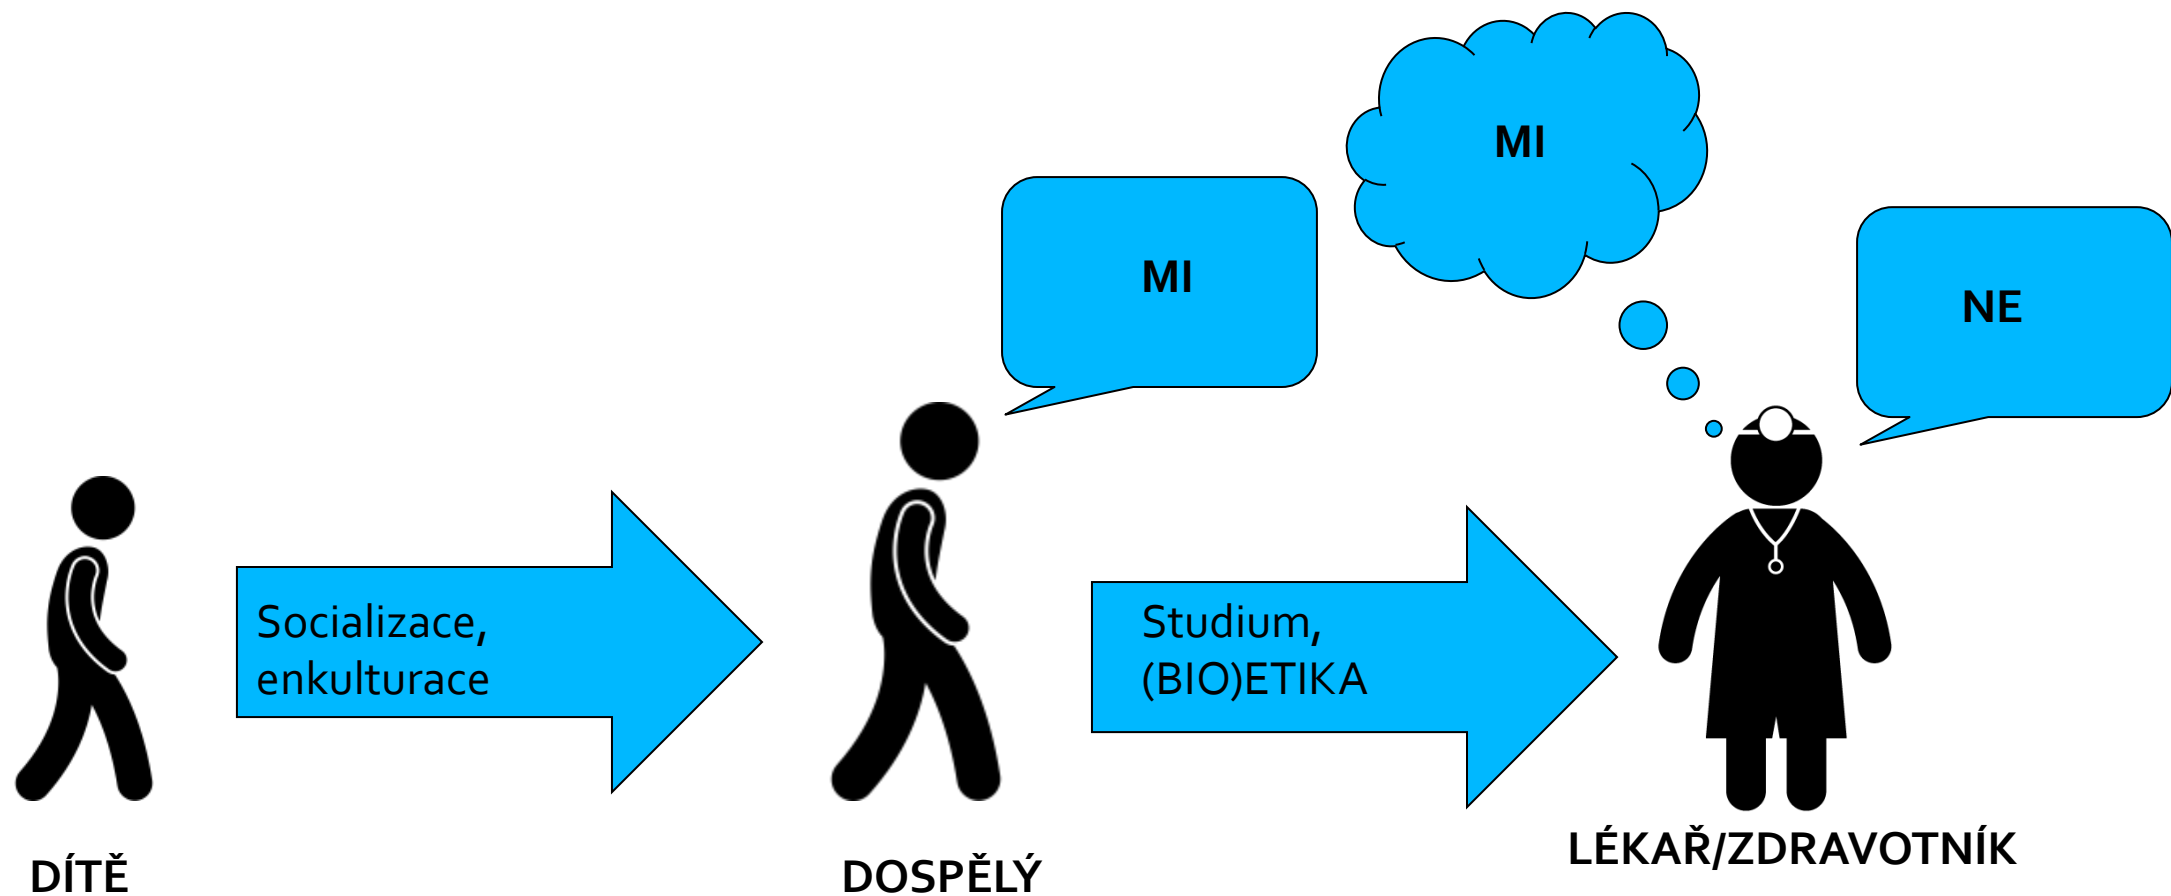 MI
MI
NE
Socializace,
enkulturace
Studium,
(BIO)ETIKA
DÍTĚ
DOSPĚLÝ
LÉKAŘ/ZDRAVOTNÍK